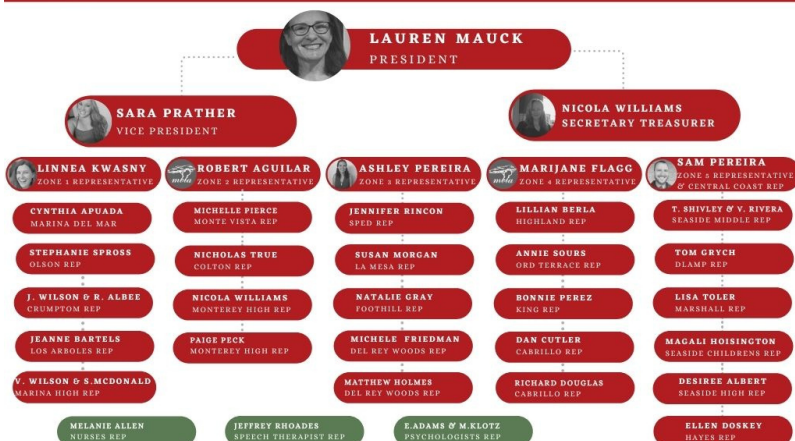 LAUREN MAUCK
PRESIDENT
SARA PRATHER
VICE PRESIDENT
NICOLA WILLIAMS
SECRETARY TREASURER
LINNEA KWASNY
ZONE 1 REPRESENTATIVE
mbta
ROBERT AGUILAR
ZONE 2 REPRESENTATIVE
ASHLEY PEREIRA
ZONE 3 REPRESENTATIVE
mbta
MARIJANE FLAGG
ZONE 4 REPRESENTATIVE
SAM PEREIRA
ZONE 5 REPRESENTATIVE
& CENTRAL COAST REP
CYNTHIA APUADA
MARINA DEL MAR
STEPHANIE SPROSS
OLSON REP
J. WILSON & R. ALBEE
CRUMPTOM REP
JEANNE BARTELS
LOS ARBOLES REP
V. WILSON & S.MCDONALD
MARINA HIGH REP
MICHELLE PIERCE
MONTE VISTA REP
NICHOLAS TRUE
COLTON REP
NICOLA WILLIAMS
MONTEREY HIGH REP
PAIGE PECK
MONTEREY HIGH REP
JENNIFER RINCON
SPED REP
SUSAN MORGAN
LA MESA REP
NATALIE GRAY
FOOTHILL REP
MICHELE FRIEDMAN
DEL REY WOODS REP
MATTHEW HOLMES
DEL REY WOODS REP
LILLIAN BERLA
HIGHLAND REP
ANNIE SOURS
ORD TERRACE REP
BONNIE PEREZ
KING REP
DAN CUTLER
CABRILLO REP
RICHARD DOUGLAS
CABRILLO REP
T. SHIVLEY & V. RIVERA
SEASIDE MIDDLE REP
TOM GRYCH
DLAMP REP
LISA TOLER
MARSHALL REP
MAGALI HOISINGTON
SEASIDE CHILDRENS REP
DESIREE ALBERT
SEASIDE HIGH REP
ELLEN DOSKEY
HAYES REP
MELANIE ALLEN
NURSES REP
JEFFREY RHOADES
SPEECH THERAPIST REP
E.ADAMS & M.KLOTZ
PSYCHOLOGISTS REP